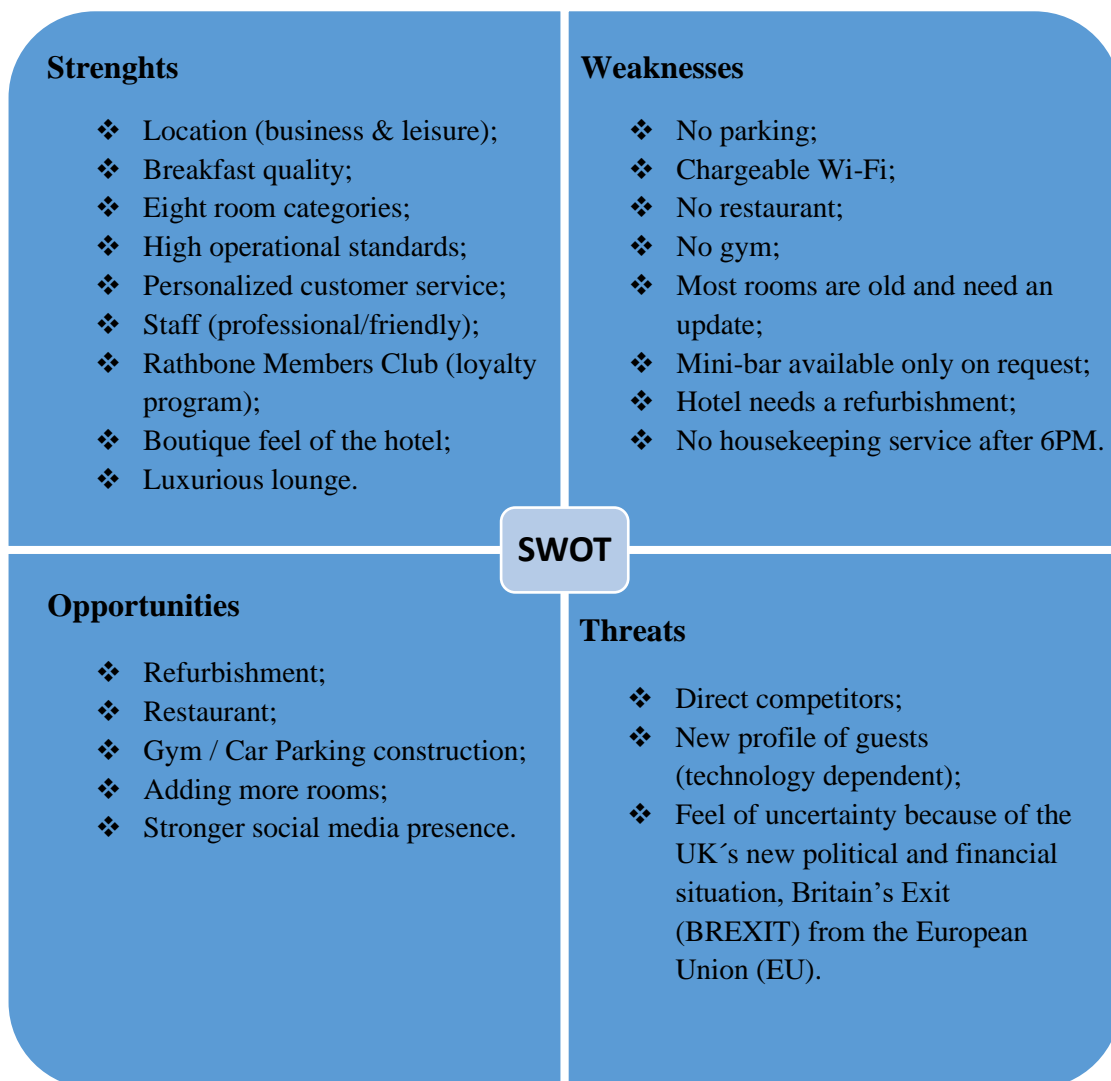 Strenghts
❖ Location (business & leisure);
❖ Breakfast quality;
❖ Eight room categories;
❖ High operational standards;
❖ Personalized customer service;
❖ Staff (professional/friendly);
❖ Rathbone Members Club (loyalty
program);
❖ Boutique feel of the hotel;
❖ Luxurious lounge.
Weaknesses
❖ No parking;
❖ Chargeable Wi-Fi;
❖ No restaurant;
❖ No gym;
❖ Most rooms are old and need an
update;
❖ Mini-bar available only on request;
❖ Hotel needs a refurbishment;
❖ No housekeeping service after 6PM.
SWOT
Opportunities
❖ Refurbishment;
❖ Restaurant;
❖ Gym / Car Parking construction;
❖ Adding more rooms;
❖ Stronger social media presence.
Threats
❖ Direct competitors;
❖ New profile of guests
(technology dependent);
❖ Feel of uncertainty because of the
UK´s new political and financial
situation, Britain’s Exit
(BREXIT) from the European
Union (EU).